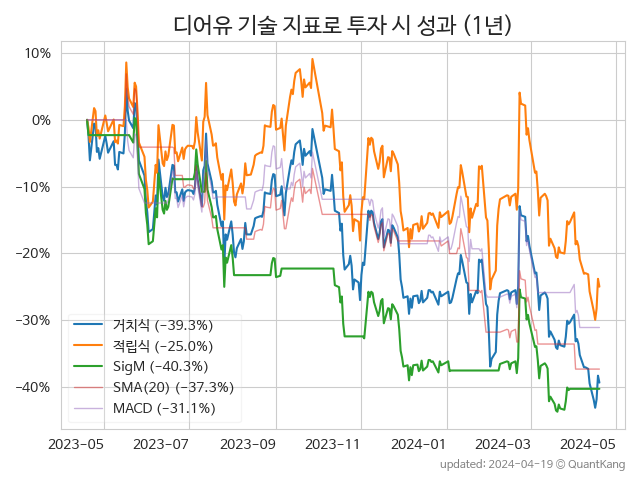 디어유 기술 지표로 투자 시 성과 (1년)
10%
0%
−10%
−20%
−30%
−40%
거치식 (−39.3%)
적립식 (−25.0%)
SigM (−40.3%)
SMA(20) (−37.3%)
MACD (−31.1%)
2023-05 2023-07 2023-09 2023-11 2024-01 2024-03 2024-05
updated: 2024-04-19 © QuantKang